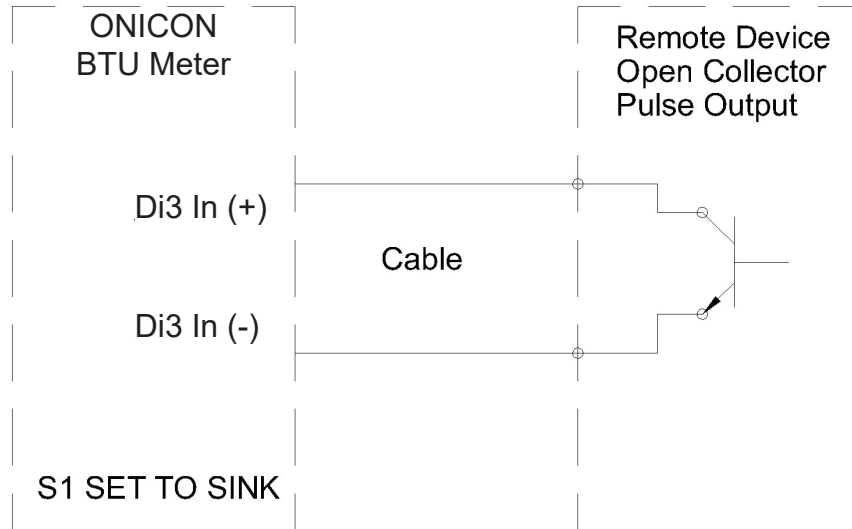 ONICON
BTU Meter
Remote Device
Open Collector
Pulse Output
Di3 In (+)
Cable
Di3 In (-)
S1 SET TO SINK